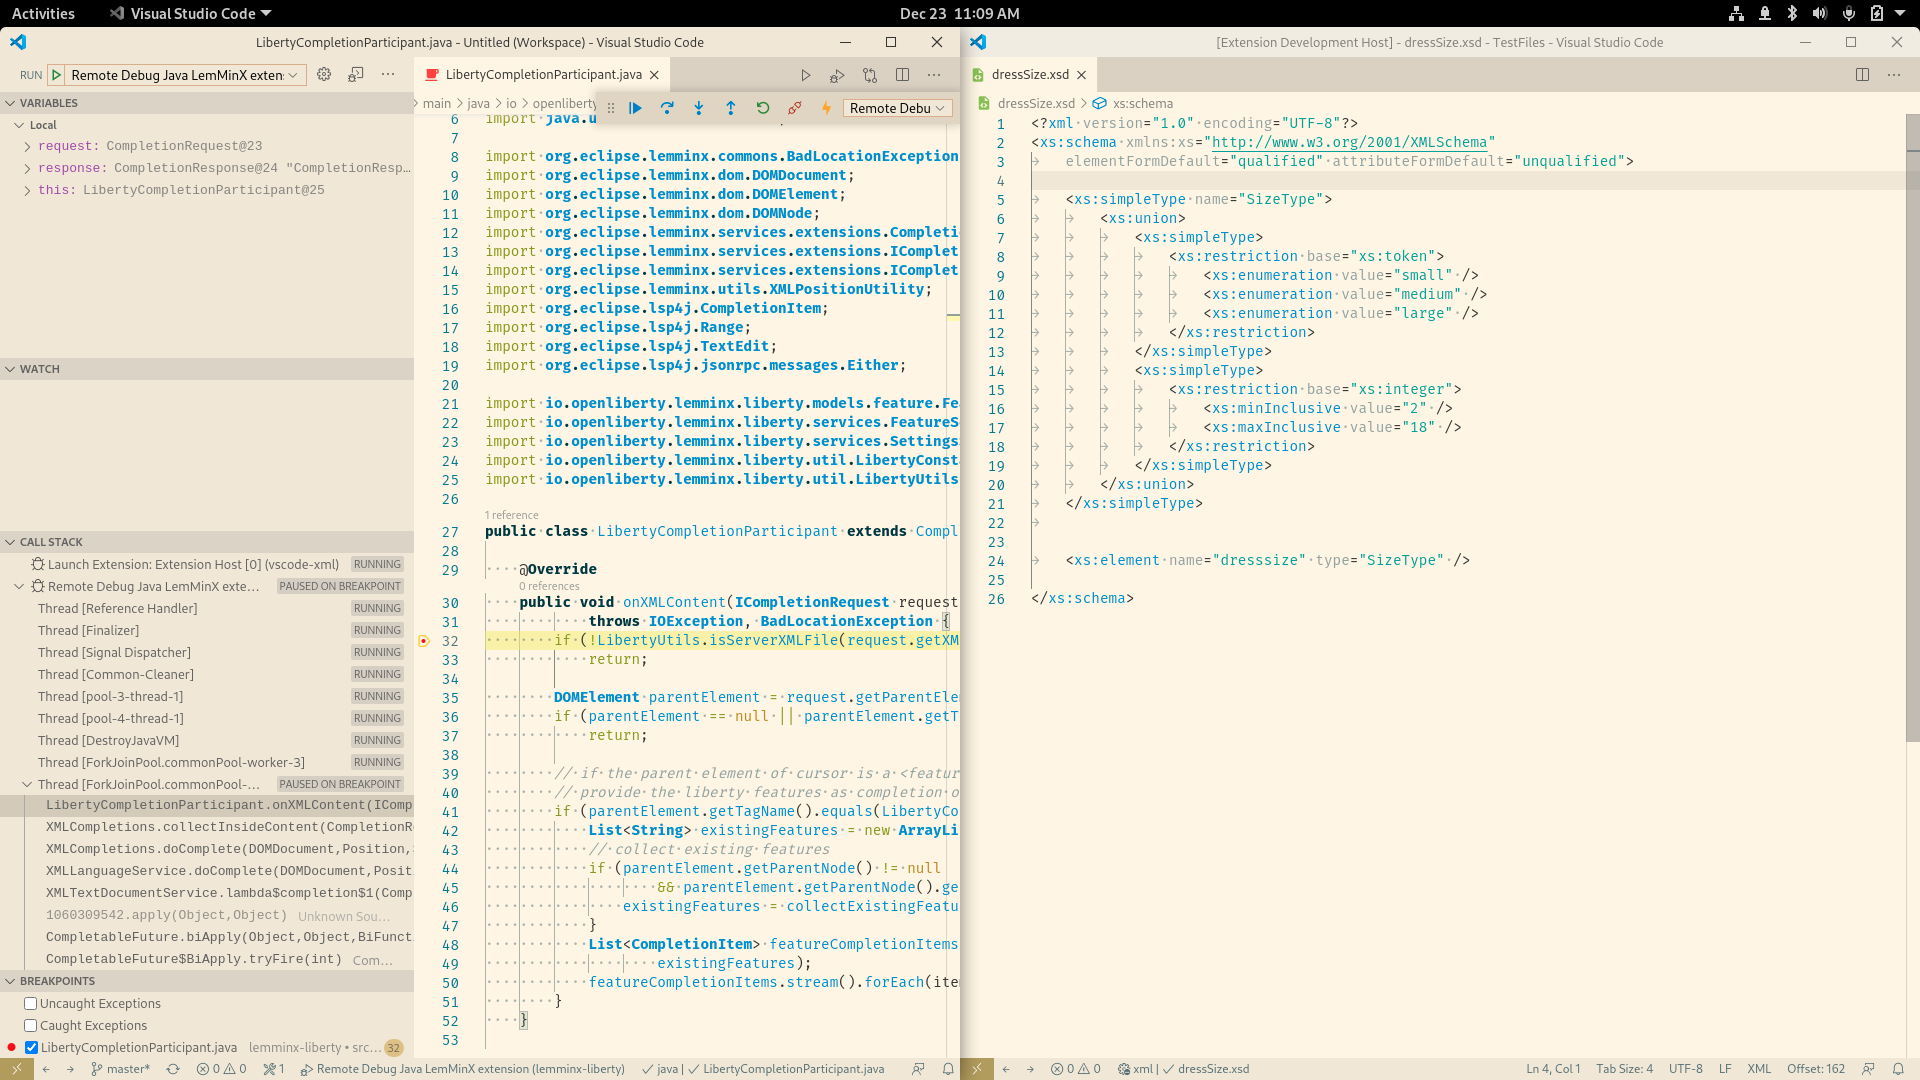 Activities
Visual Studio Code
Dec 23 11:09 AM
LibertyCompletionParticipant.java - Untitled (Workspace) - Visual Studio Code
RUN
Remote Debug Java LemMinX exten
VARIABLES
Local
request: CompletionRequest@23
response: CompletionResponse@24 "CompletionResp…
this: LibertyCompletionParticipant@25
WATCH
CALL STACK
Launch Extension: Extension Host [0] (vscode-xml) RUNNING
Remote Debug Java LemMinX exte… PAUSED ON BREAKPOINT
Thread [Reference Handler] RUNNING
Thread [Finalizer] RUNNING
Thread [Signal Dispatcher] RUNNING
Thread [Common-Cleaner] RUNNING
Thread [pool-3-thread-1] RUNNING
Thread [pool-4-thread-1] RUNNING
Thread [DestroyJavaVM] RUNNING
Thread [ForkJoinPool.commonPool-worker-3] RUNNING
Thread [ForkJoinPool.commonPool-… PAUSED ON BREAKPOINT
LibertyCompletionParticipant.onXMLContent(IComp
XMLCompletions.collectInsideContent(CompletionRe
XMLCompletions.doComplete(DOMDocument,Position,
XMLLanguageService.doComplete(DOMDocument,Posit
XMLTextDocumentService.lambda$completion$1(Comp
1060309542.apply(Object,Object) Unknown Sou…
CompletableFuture.biApply(Object,Object,BiFunct
CompletableFuture$BiApply.tryFire(int) Com…
BREAKPOINTS
Uncaught Exceptions
Caught Exceptions
LibertyCompletionParticipant.java lemminx-liberty • src… 32
LibertyCompletionParticipant.java
main > java > io > openliberty
Remote Debu
6 import java.u
7
8 import org.eclipse.lemminx.commons.BadLocationException
9 import org.eclipse.lemminx.dom.DOMDocument;
10 import org.eclipse.lemminx.dom.DOMElement;
11 import org.eclipse.lemminx.dom.DOMNode;
12 import org.eclipse.lemminx.services.extensions.Completi
13 import org.eclipse.lemminx.services.extensions.IComplet
14 import org.eclipse.lemminx.services.extensions.IComplet
15 import org.eclipse.lemminx.utils.XMLPositionUtility;
16 import org.eclipse.lsp4j.CompletionItem;
17 import org.eclipse.lsp4j.Range;
18 import org.eclipse.lsp4j.TextEdit;
19 import org.eclipse.lsp4j.jsonrpc.messages.Either;
20
21 import io.openliberty.lemminx.liberty.models.feature.Fe
22 import io.openliberty.lemminx.liberty.services.FeatureS
23 import io.openliberty.lemminx.liberty.services.Settings
24 import io.openliberty.lemminx.liberty.util.LibertyConst
25 import io.openliberty.lemminx.liberty.util.LibertyUtils
26
1 reference
27 public class LibertyCompletionParticipant extends Compl
28
29 @Override
0 references
30 public void onXMLContent(ICompletionRequest request
31 throws IOException, BadLocationException {
32 if (!LibertyUtils.isServerXMLFile(request.getXM
33 return;
34
35 DOMElement parentElement = request.getParentEle
36 if (parentElement == null || parentElement.getT
37 return;
38
39 // if the parent element of cursor is a <featur
40 // provide the liberty features as completion o
41 if (parentElement.getTagName().equals(LibertyCo
42 List<String> existingFeatures = new ArrayLi
43 // collect existing features
44 if (parentElement.getParentNode() != null
45 && parentElement.getParentNode().ge
46 existingFeatures = collectExistingFeatu
47 }
48 List<CompletionItem> featureCompletionItems
49 existingFeatures);
50 featureCompletionItems.stream().forEach(ite
51 }
52 }
53
master* 0 0 1 Remote Debug Java LemMinX extension (lemminx-liberty) java | LibertyCompletionParticipant.java
[Extension Development Host] - dressSize.xsd - TestFiles - Visual Studio Code
dressSize.xsd
dressSize.xsd > xs:schema
1 <?xml version="1.0" encoding="UTF-8"?>
2 <xs:schema xmlns:xs="http://www.w3.org/2001/XMLSchema"
3 elementFormDefault="qualified" attributeFormDefault="unqualified">
4
5 <xs:simpleType name="SizeType">
6 <xs:union>
7 <xs:simpleType>
8 <xs:restriction base="xs:token">
9 <xs:enumeration value="small" />
10 <xs:enumeration value="medium" />
11 <xs:enumeration value="large" />
12 </xs:restriction>
13 </xs:simpleType>
14 <xs:simpleType>
15 <xs:restriction base="xs:integer">
16 <xs:minInclusive value="2" />
17 <xs:maxInclusive value="18" />
18 </xs:restriction>
19 </xs:simpleType>
20 </xs:union>
21 </xs:simpleType>
22
23
24 <xs:element name="dresssize" type="SizeType" />
25
26 </xs:schema>
0 0 xml | dressSize.xsd Ln 4, Col 1 Tab Size: 4 UTF-8 LF XML Offset: 162